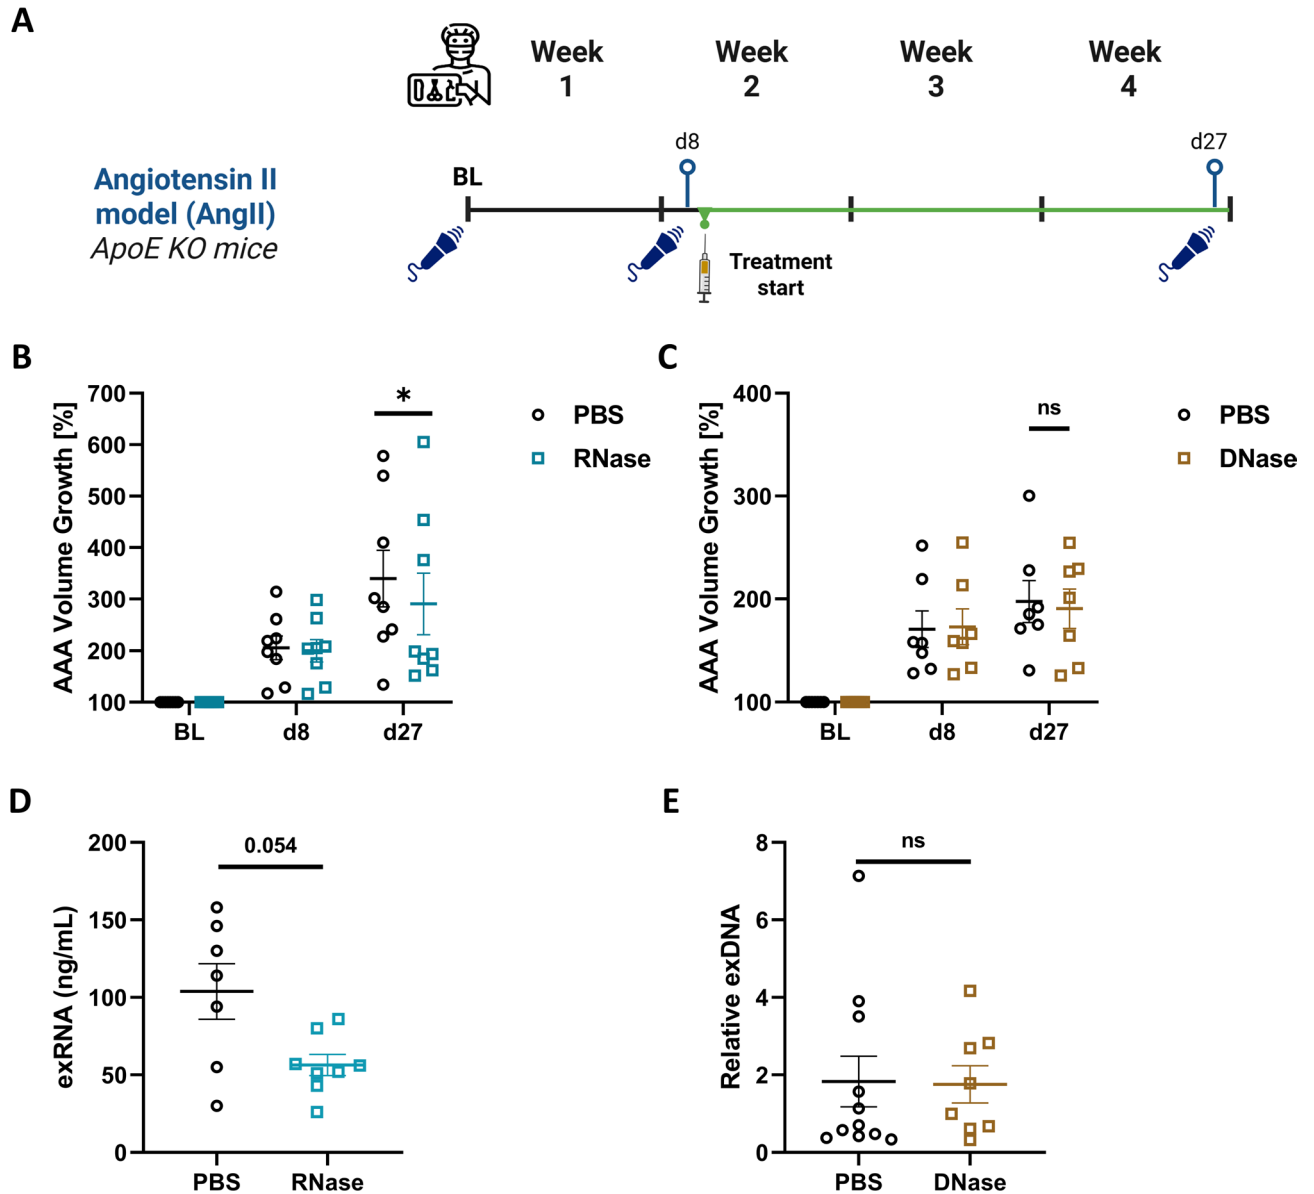 A
Week 1
Week 2
Week 3
Week 4
d8
d27
BL
Angiotensin II
model (AngII)
ApoE KO mice
Treatment
start
B
AAA Volume Growth [%]
700
600
500
400
300
200
100
*
PBS
RNase
BL
d8
d27
C
AAA Volume Growth [%]
400
300
200
100
ns
PBS
DNase
BL
d8
d27
D
exRNA (ng/mL)
200
150
100
50
0
0.054
PBS
RNase
E
Relative exDNA
8
6
4
2
0
ns
PBS
DNase